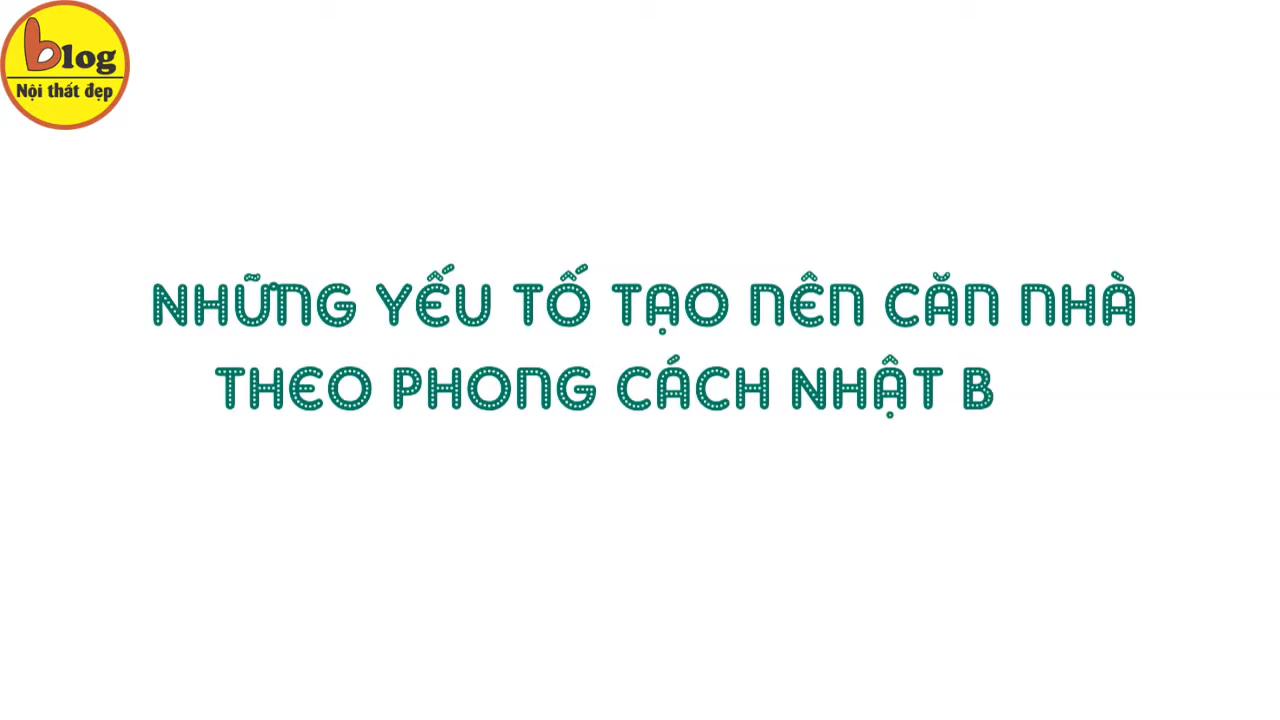 blog
Nội thất đẹp
NHỮNG YẾU TỐ TẠO NÊN CĂN NHÀ
THEO PHONG CÁCH NHẬT B